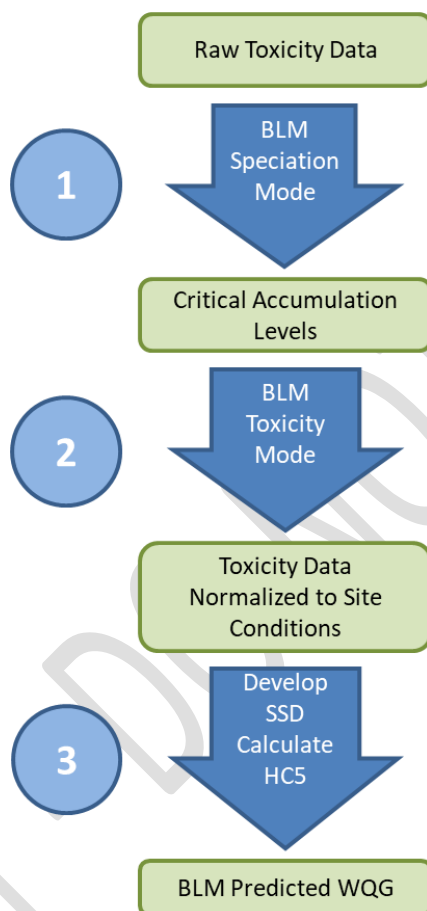 Raw Toxicity Data
1
BLM
Speciation
Mode
Critical Accumulation
Levels
2
BLM
Toxicity
Mode
Toxicity Data
Normalized to Site
Conditions
3
Develop
SSD
Calculate
HC5
BLM Predicted WQG